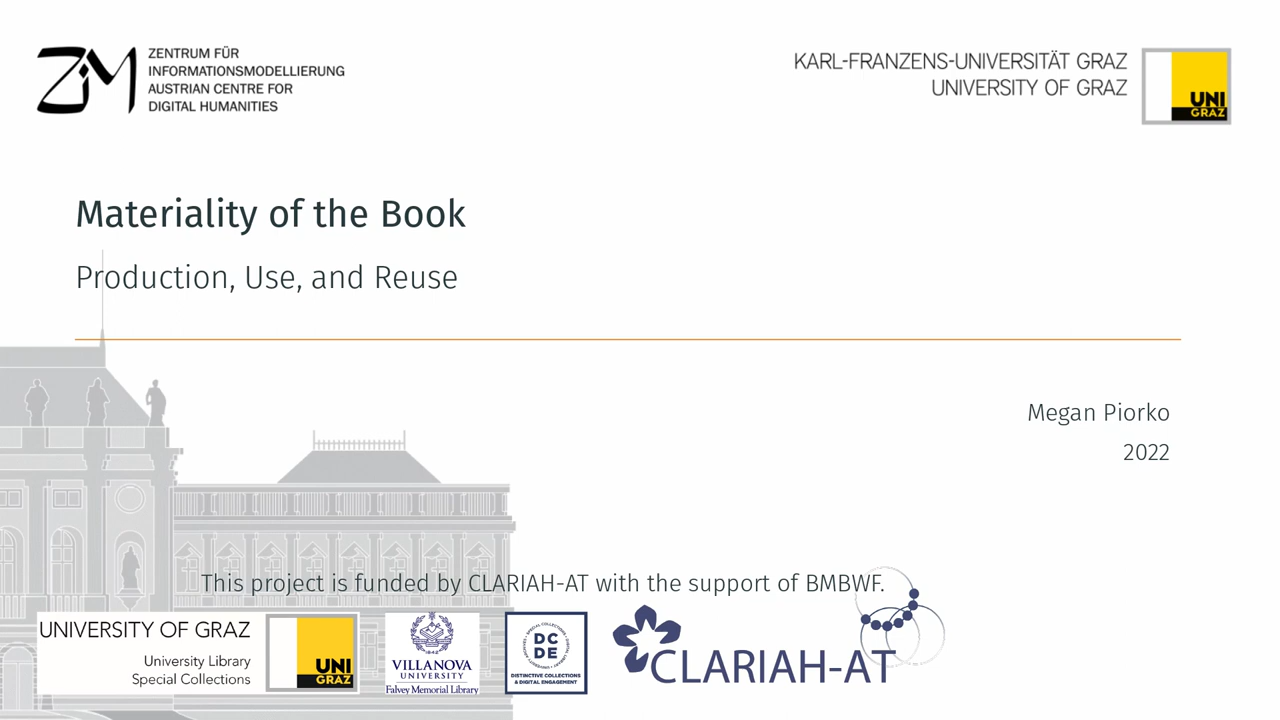 ZiM
ZENTRUM FÜR
INFORMATIONSMODELLIERUNG
AUSTRIAN CENTRE FOR
DIGITAL HUMANITIES
KARL-FRANZENS-UNIVERSITÄT GRAZ
UNIVERSITY OF GRAZ
UNI
GRAZ
Materiality of the Book
Production, Use, and Reuse
Megan Piorko
2022
This project is funded by CLARIAH-AT with the support of BMBWF.
UNIVERSITY OF GRAZ
University Library
Special Collections
UNI
GRAZ
1842
VILLANOVA
UNIVERSITY
Falvey Memorial Library
DC
DE
DISTINCTIVE COLLECTIONS
& DIGITAL ENGAGEMENT
CLARIAH-AT